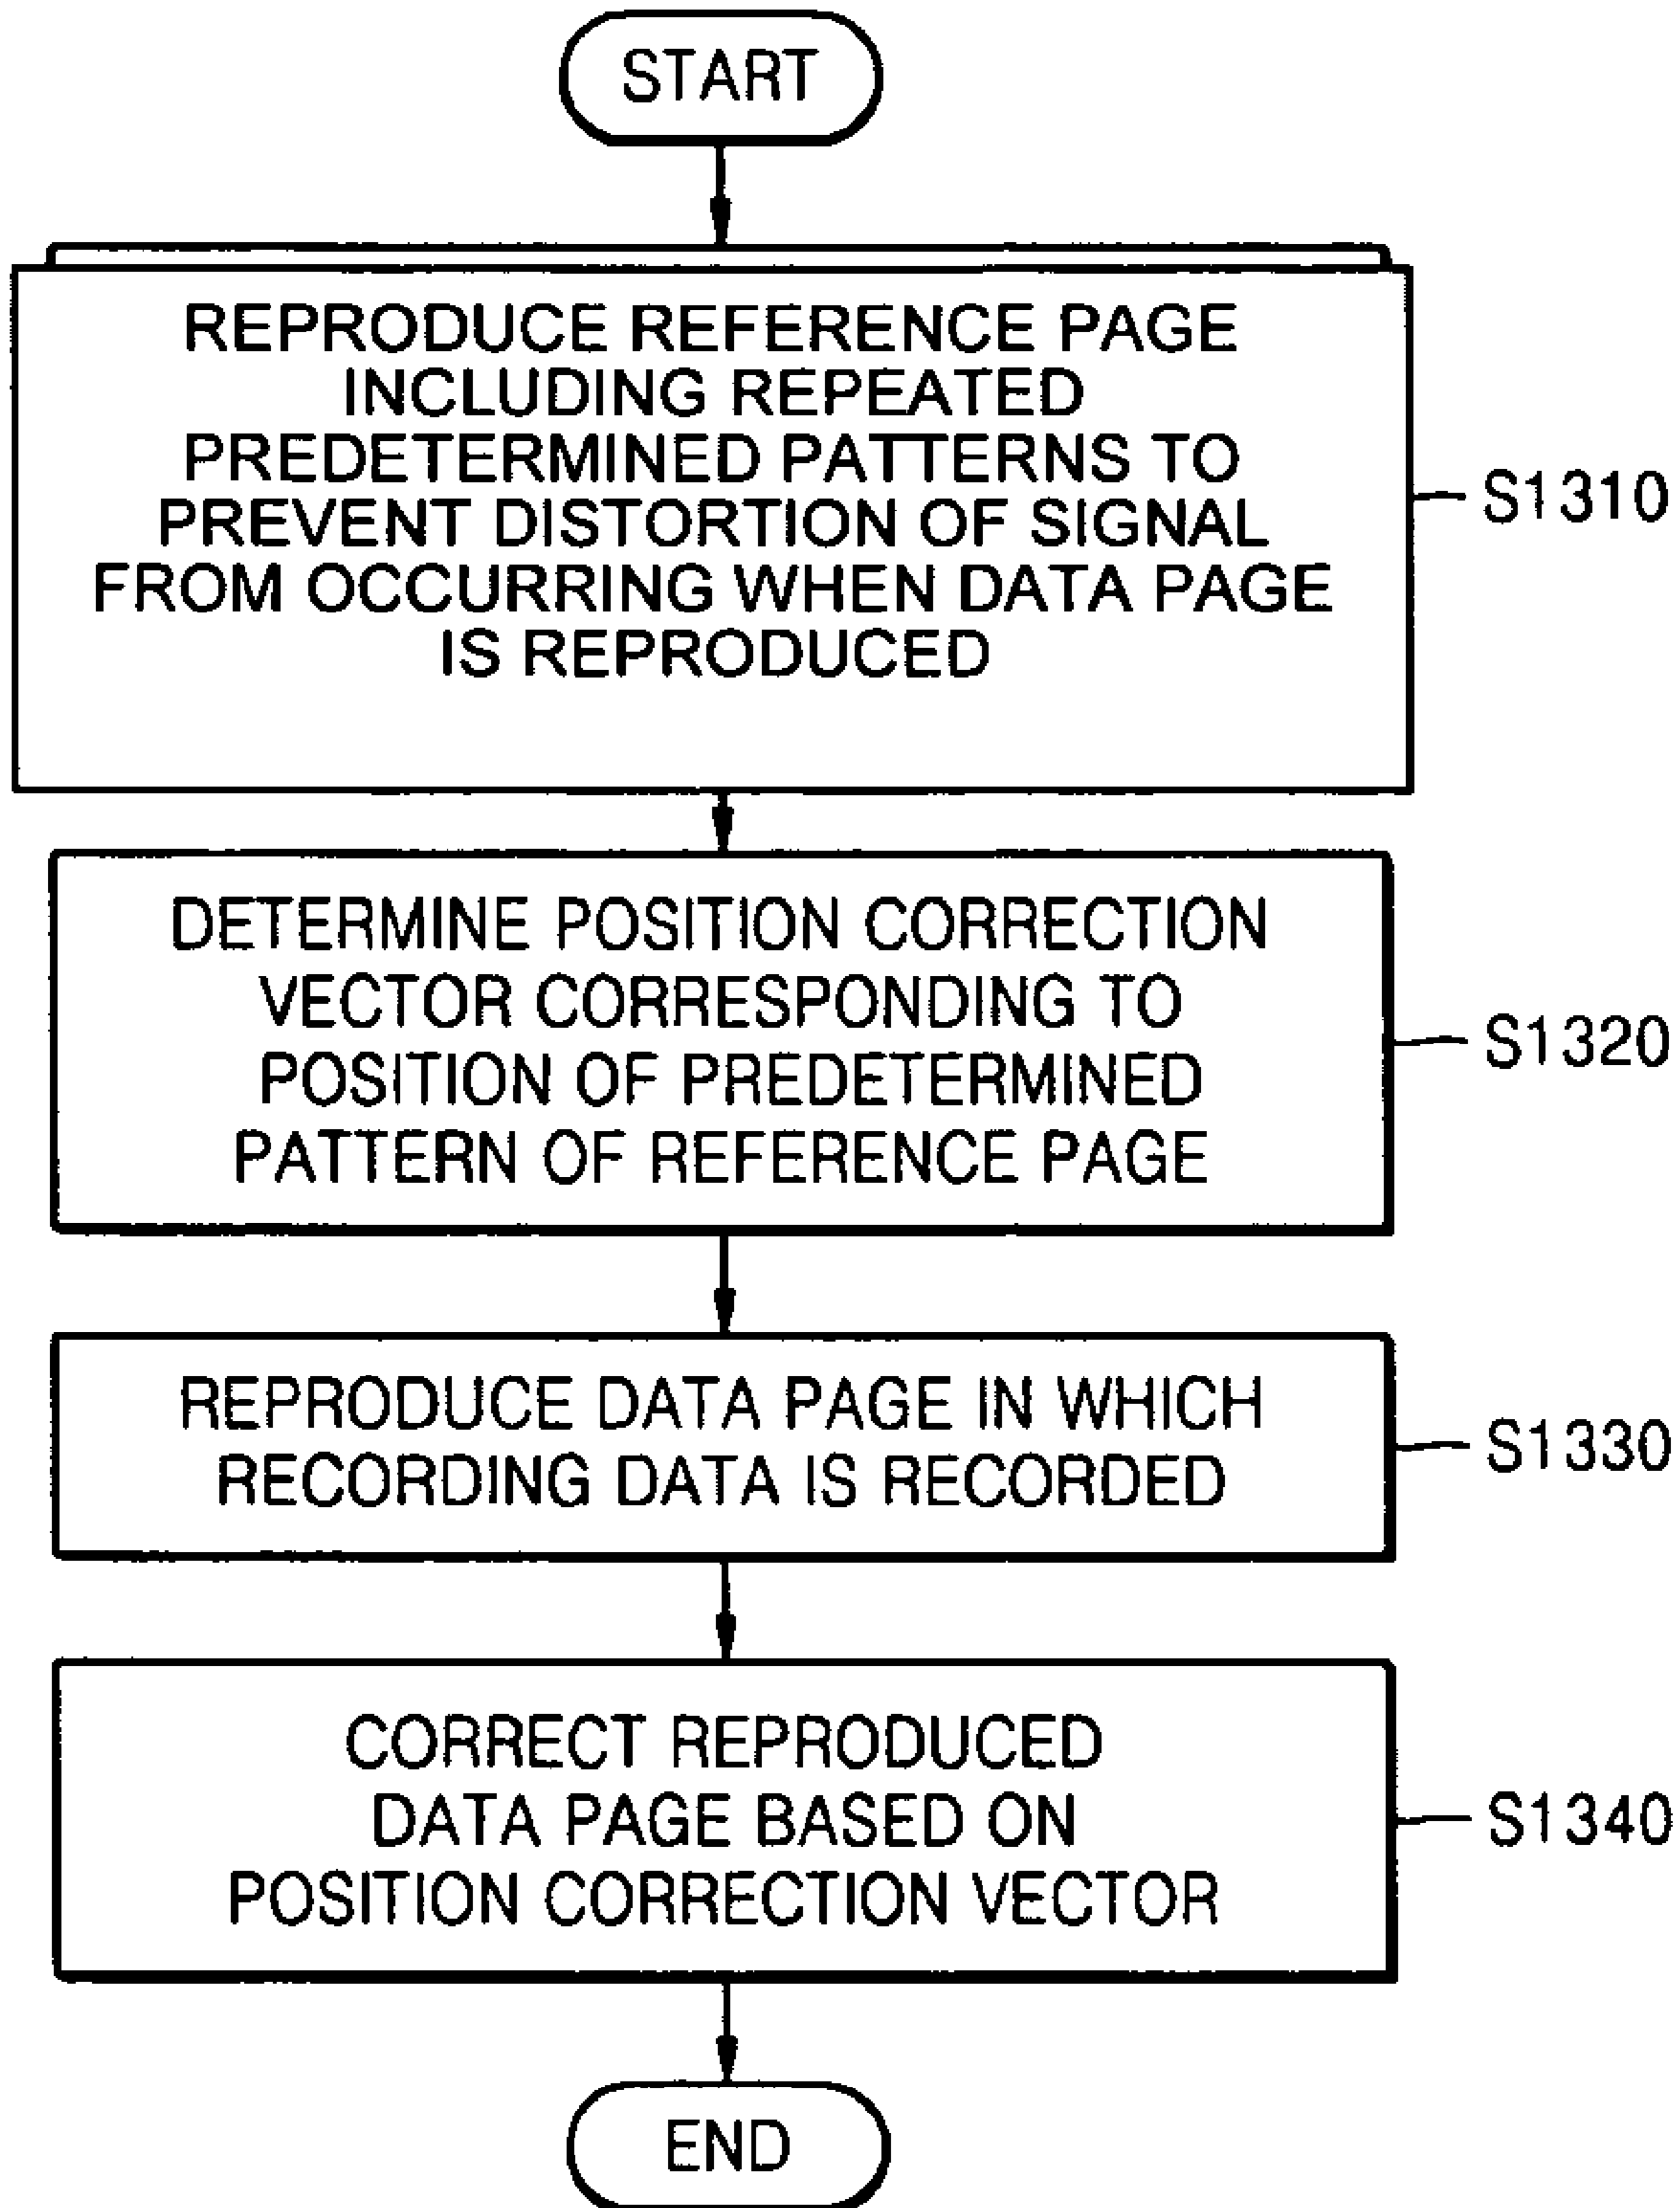 START
REPRODUCE REFERENCE PAGE
INCLUDING REPEATED
PREDETERMINED PATTERNS TO
PREVENT DISTORTION OF SIGNAL
FROM OCCURRING WHEN DATA PAGE
IS REPRODUCED
S1310
DETERMINE POSITION CORRECTION
VECTOR CORRESPONDING TO
POSITION OF PREDETERMINED
PATTERN OF REFERENCE PAGE
S1320
REPRODUCE DATA PAGE IN WHICH
RECORDING DATA IS RECORDED
S1330
CORRECT REPRODUCED
DATA PAGE BASED ON
POSITION CORRECTION VECTOR
S1340
END